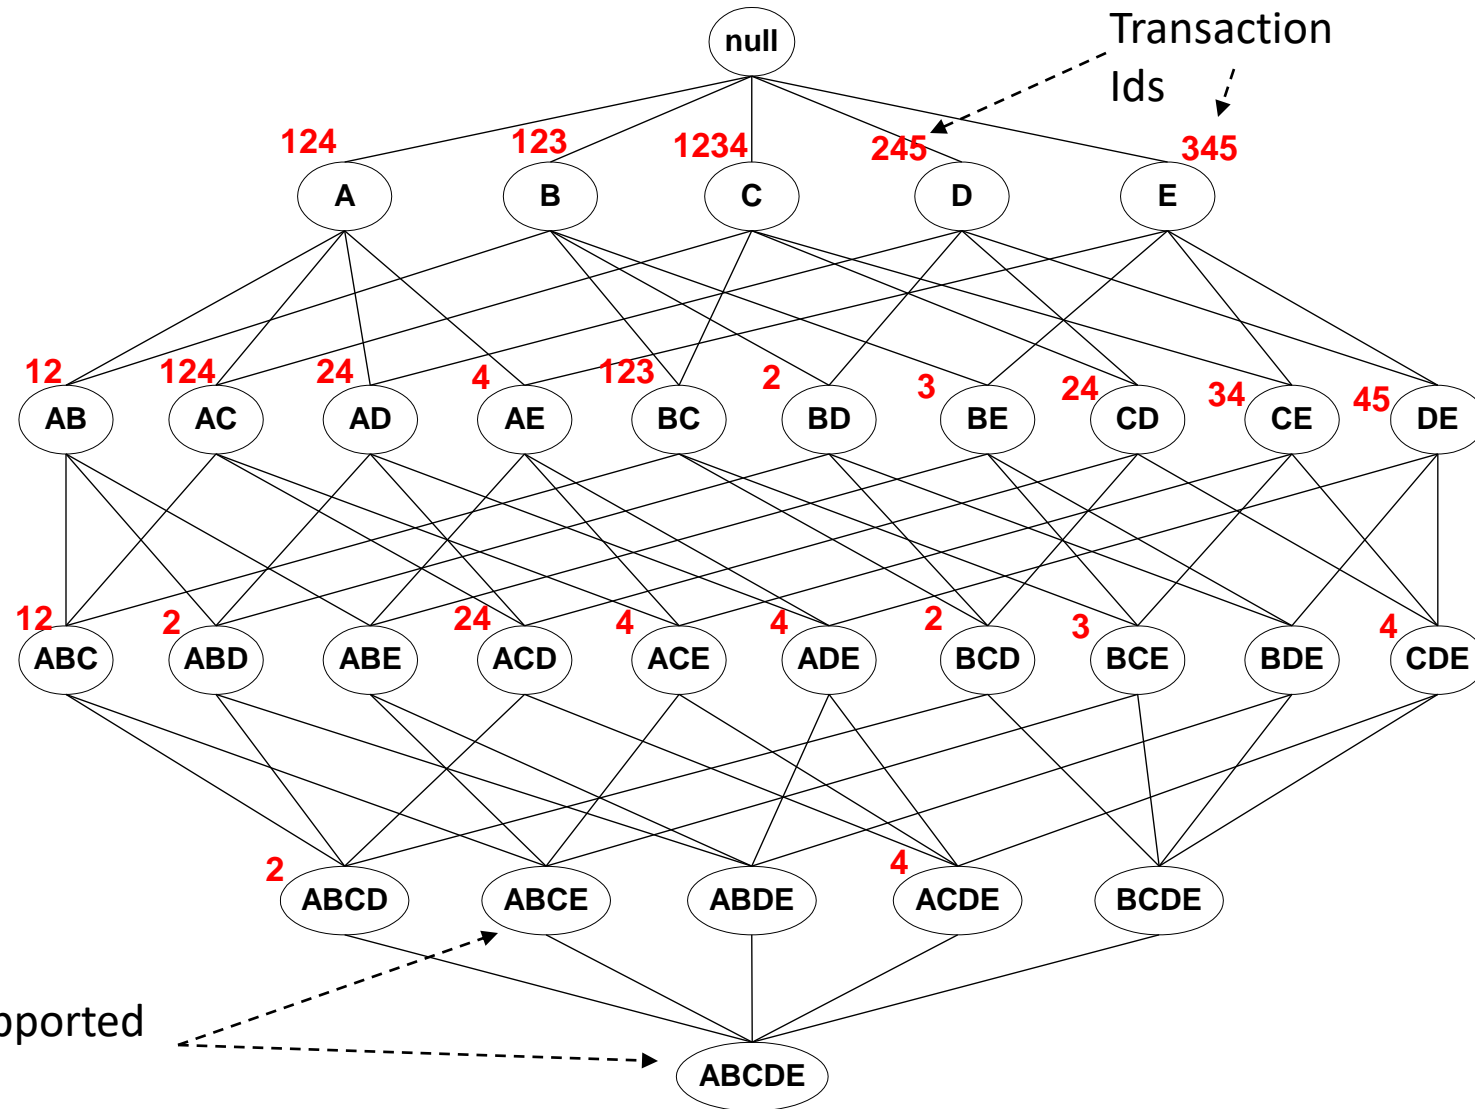 Transaction
Ids
null
124 123 1234 245 345
A B C D E
12 124 24 4 123 2 3 24 34 45
AB AC AD AE BC BD BE CD CE DE
12 2 24 4 4 2 3 4
ABC ABD ABE ACD ACE ADE BCD BCE BDE CDE
2 4
ABCD ABCE ABDE ACDE BCDE
ABCDE